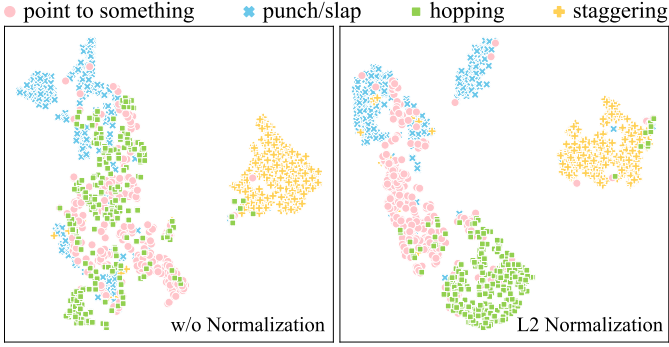 point to something punch/slap hopping staggering
w/o Normalization L2 Normalization